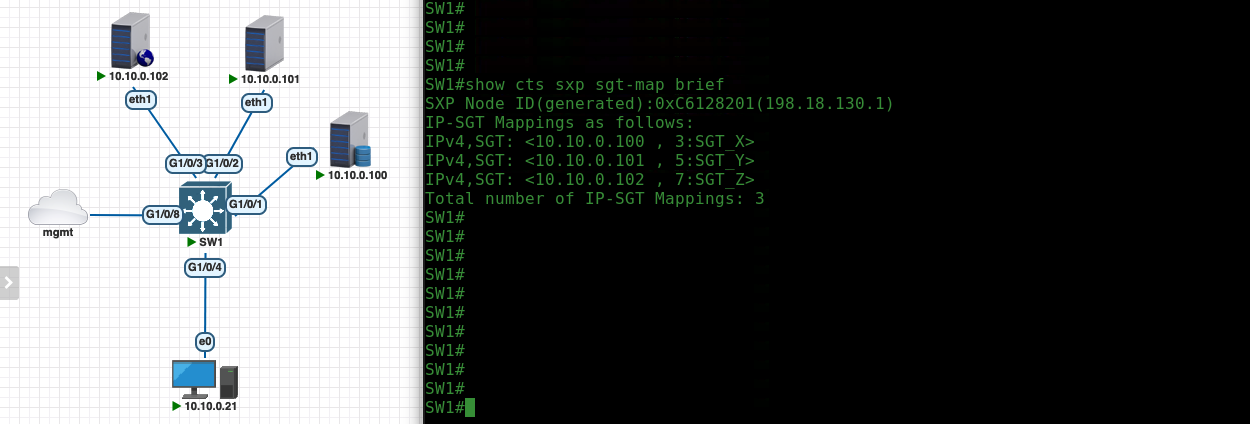 10.10.0.102
10.10.0.101
eth1
eth1
eth1
10.10.0.100
G1/0/3
G1/0/2
G1/0/1
G1/0/8
mgmt
SW1
G1/0/4
e0
10.10.0.21
SW1#
SW1#
SW1#
SW1#
SW1#show cts sxp sgt-map brief
SXP Node ID(generated):0xC6128201(198.18.130.1)
IP-SGT Mappings as follows:
IPv4,SGT: <10.10.0.100 , 3:SGT_X>
IPv4,SGT: <10.10.0.101 , 5:SGT_Y>
IPv4,SGT: <10.10.0.102 , 7:SGT_Z>
Total number of IP-SGT Mappings: 3
SW1#
SW1#
SW1#
SW1#
SW1#
SW1#
SW1#
SW1#
SW1#
SW1#
SW1#